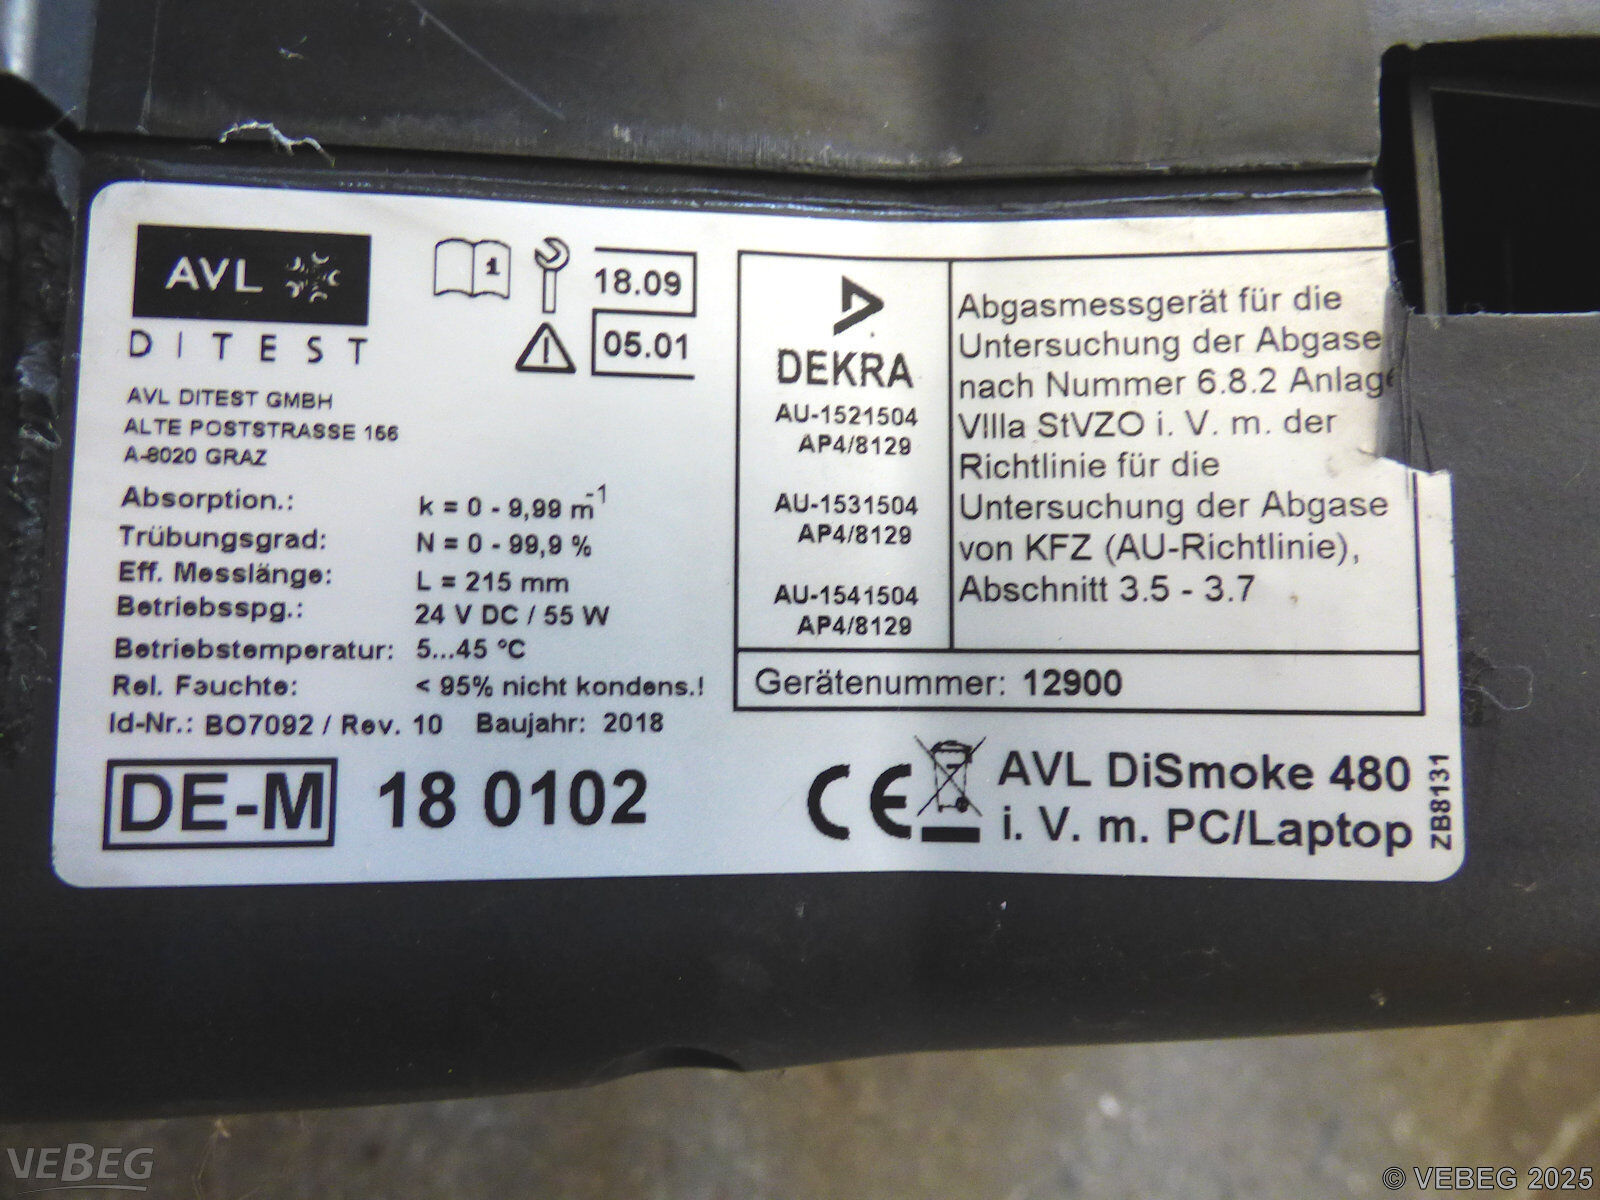 AVL
DITEST
i
18.09
05.01
AVL DITEST GMBH
ALTE POSTSTRASSE 156
A-8020 GRAZ
Absorption.: k = 0 - 9,99 m-1
Trübungsgrad: N = 0 - 99,9 %
Eff. Messlänge: L = 215 mm
Betriebsspg.: 24 V DC / 55 W
Betriebstemperatur: 5...45 °C
Rel. Fauchte: < 95% nicht kondens.!
Id-Nr.: BO7092 / Rev. 10 Baujahr: 2018
DE-M 18 0102
DEKRA
AU-1521504
AP4/8129
AU-1531504
AP4/8129
AU-1541504
AP4/8129
Abgasmessgerät für die
Untersuchung der Abgase
nach Nummer 6.8.2 Anlage
VIIIa StVZO i. V. m. der
Richtlinie für die
Untersuchung der Abgase
von KFZ (AU-Richtlinie),
Abschnitt 3.5 - 3.7
Gerätenummer: 12900
CE
AVL DiSmoke 480
i. V. m. PC/Laptop
ZB8131
VEBEG
© VEBEG 2025